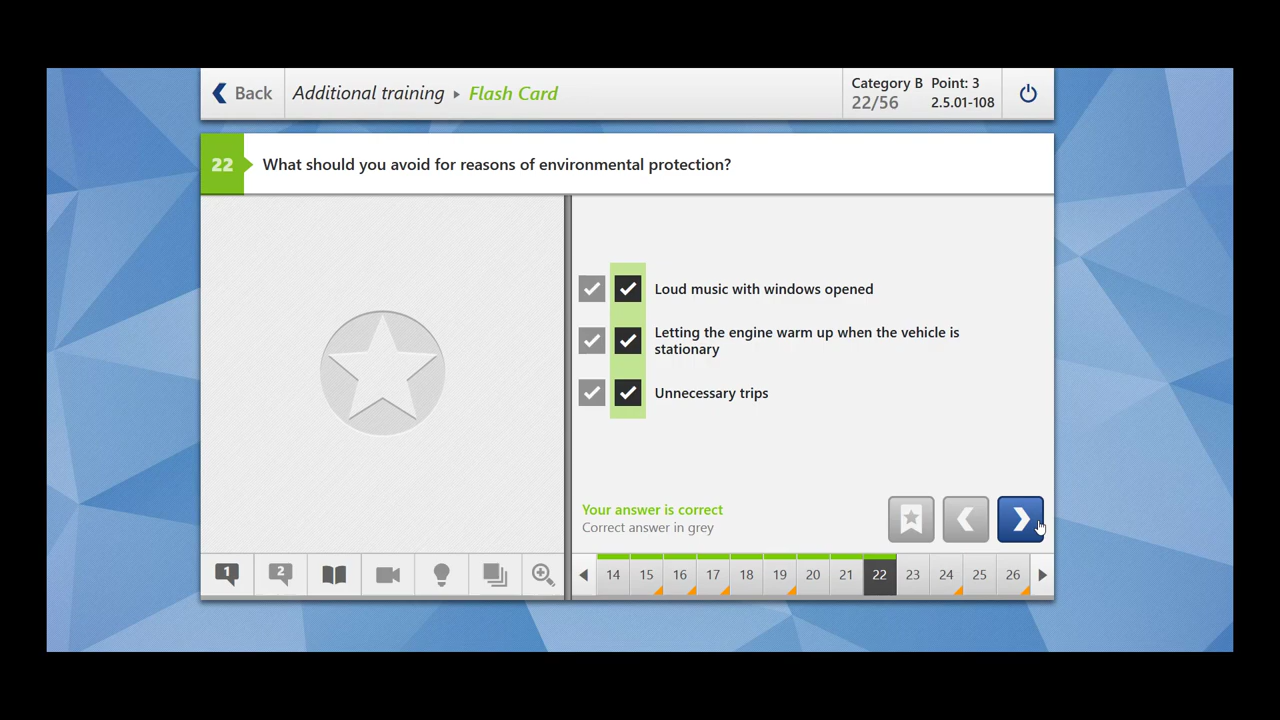 Back
Additional training ▸ Flash Card
Category B Point: 3
22/56 2.5.01-108
22
What should you avoid for reasons of environmental protection?
Loud music with windows opened
Letting the engine warm up when the vehicle is
stationary
Unnecessary trips
Your answer is correct
Correct answer in grey
1 2
14 15 16 17 18 19 20 21 22 23 24 25 26